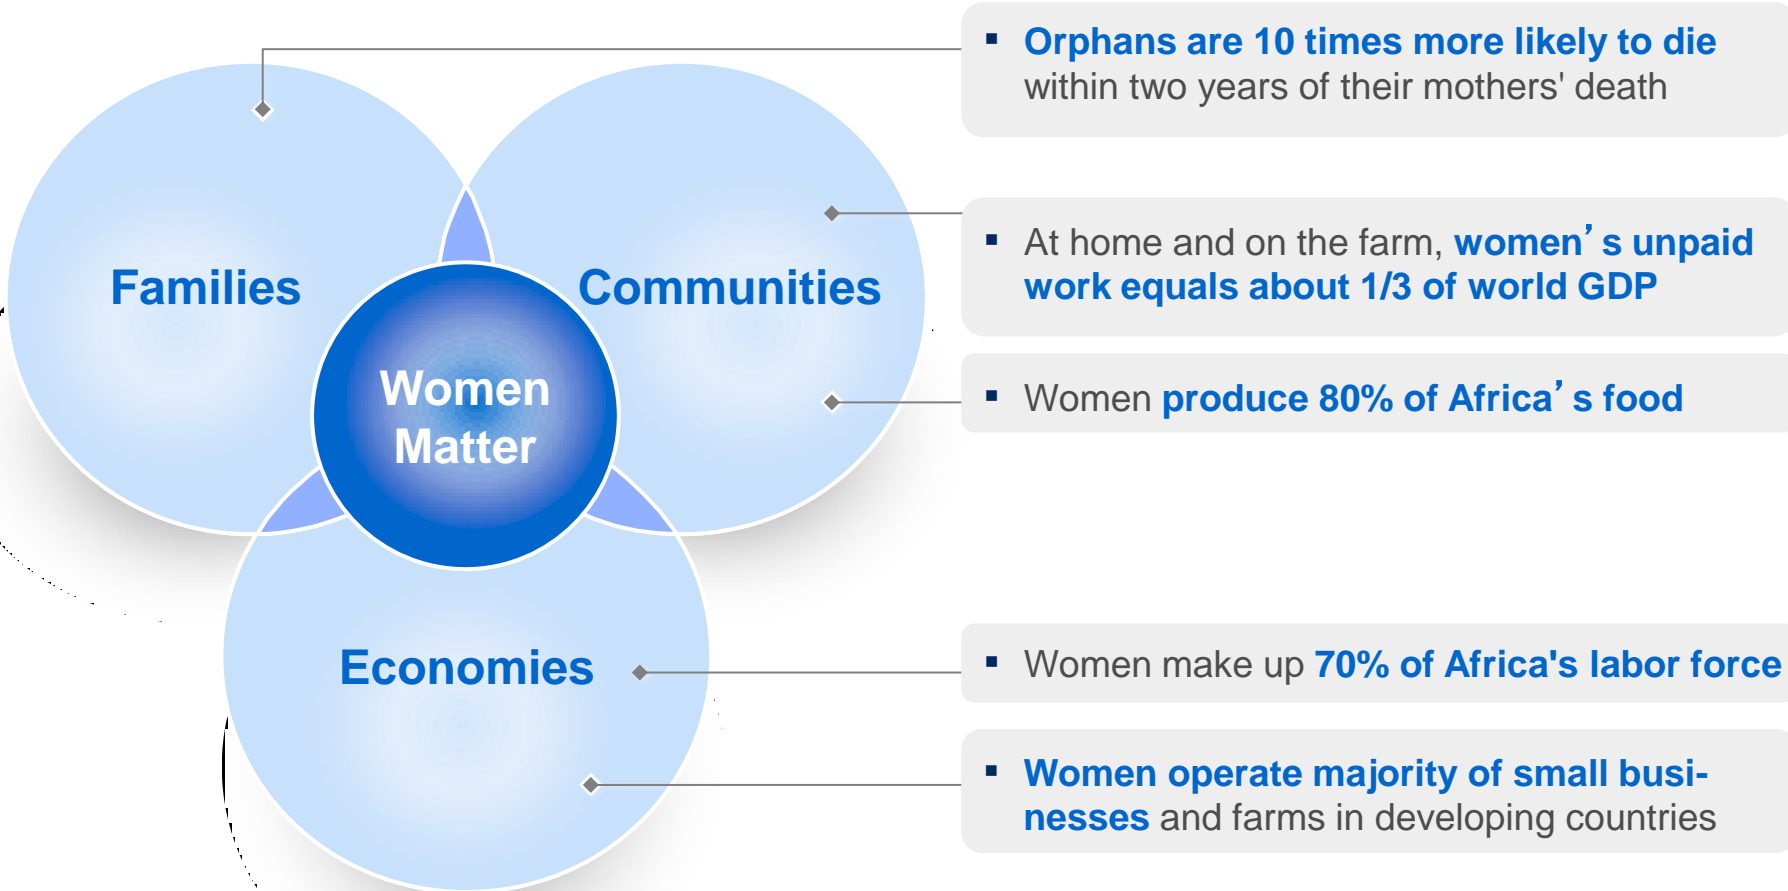 Families
Communities
Women
Matter
Economies
▪ Orphans are 10 times more likely to die
within two years of their mothers' death
▪ At home and on the farm, women’s unpaid
work equals about 1/3 of world GDP
▪ Women produce 80% of Africa’s food
▪ Women make up 70% of Africa's labor force
▪ Women operate majority of small busi-
nesses and farms in developing countries